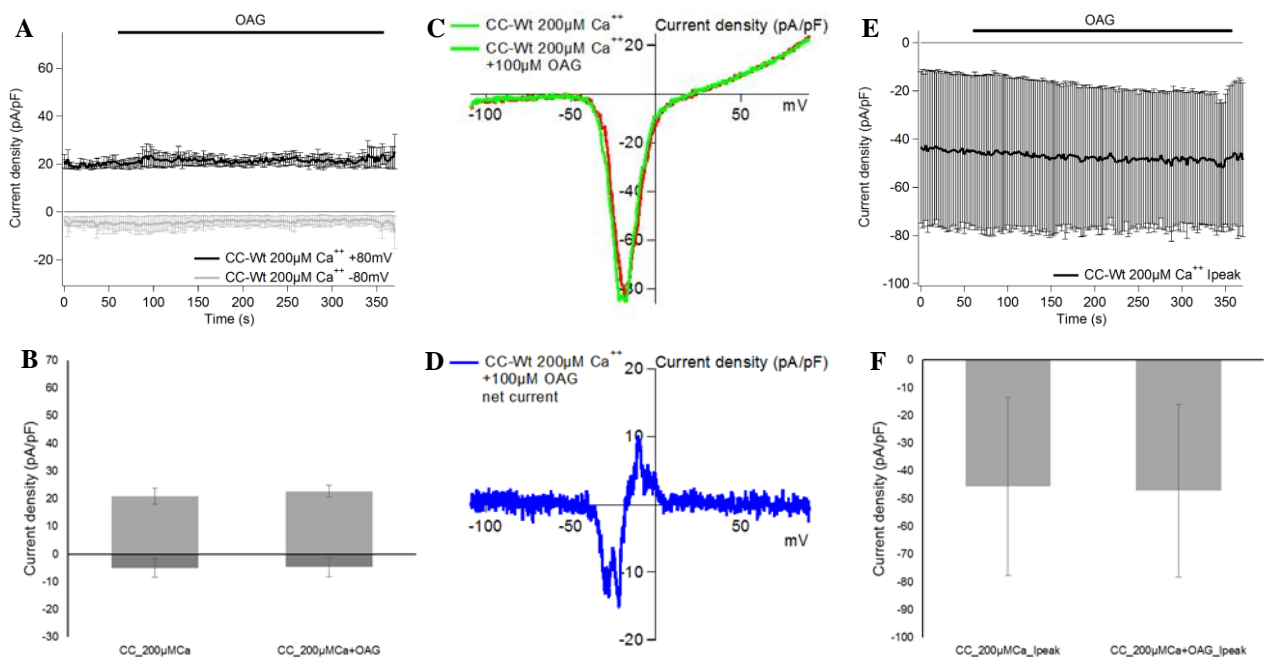 A
OAG
Current density (pA/pF)
60
40
20
0
-20
CC-Wt 200µM Ca++ +80mV
CC-Wt 200µM Ca++ -80mV
0 50 100 150 200 250 300 350
Time (s)
B
Current density (pA/pF)
70
60
50
40
30
20
10
0
-10
-20
-30
CC_200µMCa
CC_200µMCa+OAG
C
CC-Wt 200µM Ca++
CC-Wt 200µM Ca++
+100µM OAG
Current density (pA/pF)
20
-100 -50 50
mV
-20
-40
-60
-80
D
CC-Wt 200µM Ca++
+100µM OAG
net current
Current density (pA/pF)
20
10
-100 -50 50
mV
-10
-20
E
OAG
Current density (pA/pF)
0
-20
-40
-60
-80
-100
CC-Wt 200µM Ca++ Ipeak
0 50 100 150 200 250 300 350
Time (s)
F
Current density (pA/pF)
0
-10
-20
-30
-40
-50
-60
-70
-80
-90
-100
CC_200µMCa_Ipeak
CC_200µMCa+OAG_Ipeak